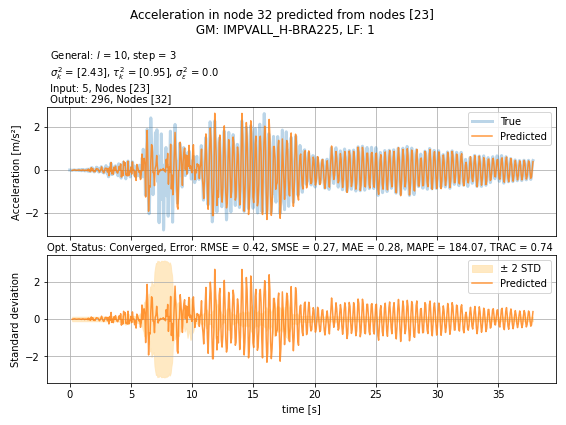 Acceleration in node 32 predicted from nodes [23]
GM: IMPVALL_H-BRA225, LF: 1
General: l = 10, step = 3
σ²ₖ = [2.43], τ²ₖ = [0.95], σ²ε = 0.0
Input: 5, Nodes [23]
Output: 296, Nodes [32]
Acceleration [m/s²]
2
0
−2
True
Predicted
Opt. Status: Converged, Error: RMSE = 0.42, SMSE = 0.27, MAE = 0.28, MAPE = 184.07, TRAC = 0.74
Standard deviation
2
0
−2
± 2 STD
Predicted
0 5 10 15 20 25 30 35
time [s]